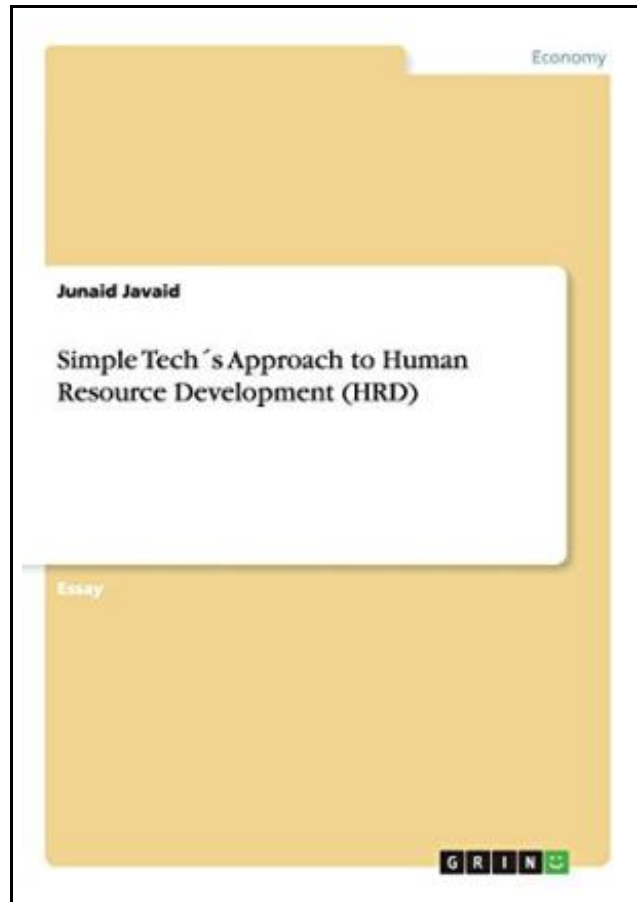 Economy
Junaid Javaid
Simple Tech´s Approach to Human
Resource Development (HRD)
Essay
GRIN